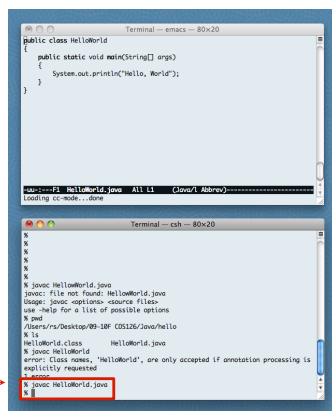 Terminal — emacs — 80×20
public class HelloWorld
{
    public static void main(String[] args)
    {
        System.out.println("Hello, World");
    }
}
-uu-:---F1  HelloWorld.java   All L1     (Java/l Abbrev)------------------------
Loading cc-mode...done
Terminal — csh — 80×20
%
%
%
%
%
% javac HellowWorld.java
javac: file not found: HellowWorld.java
Usage: javac <options> <source files>
use -help for a list of possible options
% pwd
/Users/rs/Desktop/09-10F COS126/Java/hello
% ls
HelloWorld.class        HelloWorld.java
% javac HelloWorld
error: Class names, 'HelloWorld', are only accepted if annotation processing is
explicitly requested
1 error
% javac HelloWorld.java
%